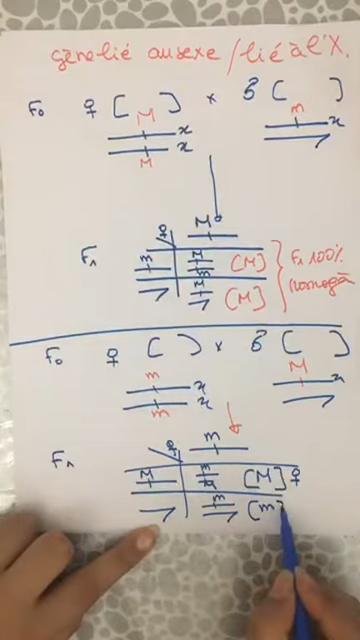 gène lié au sexe / lié à l'X.
F₀ ♀ [ M ] x ♂ [ ]
x m x
x
M
M
♀
F₁ m M m [M] F₁ 100%
M [M] homogène
F₀ ♀ [ ] x ♂ [ ]
m x M x
m x
♀ m
F₁ M m M [M] ♀
m [m]